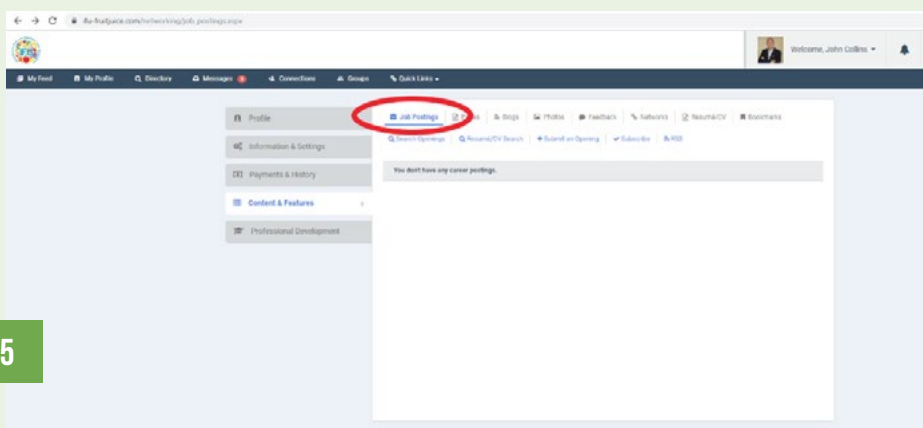 ifu-fruitjuice.com/networking/job_postings.aspx
Welcome, John Collins
My Feed My Profile Directory Messages Connections Groups Quick Links
Profile
Job Postings Blogs Photos Feedback Networks Resumé/CV Bookmarks
Search Openings Resumé/CV Search Submit an Opening Subscribe RSS
Information & Settings
Payments & History
You don't have any career postings.
Content & Features
Professional Development
5